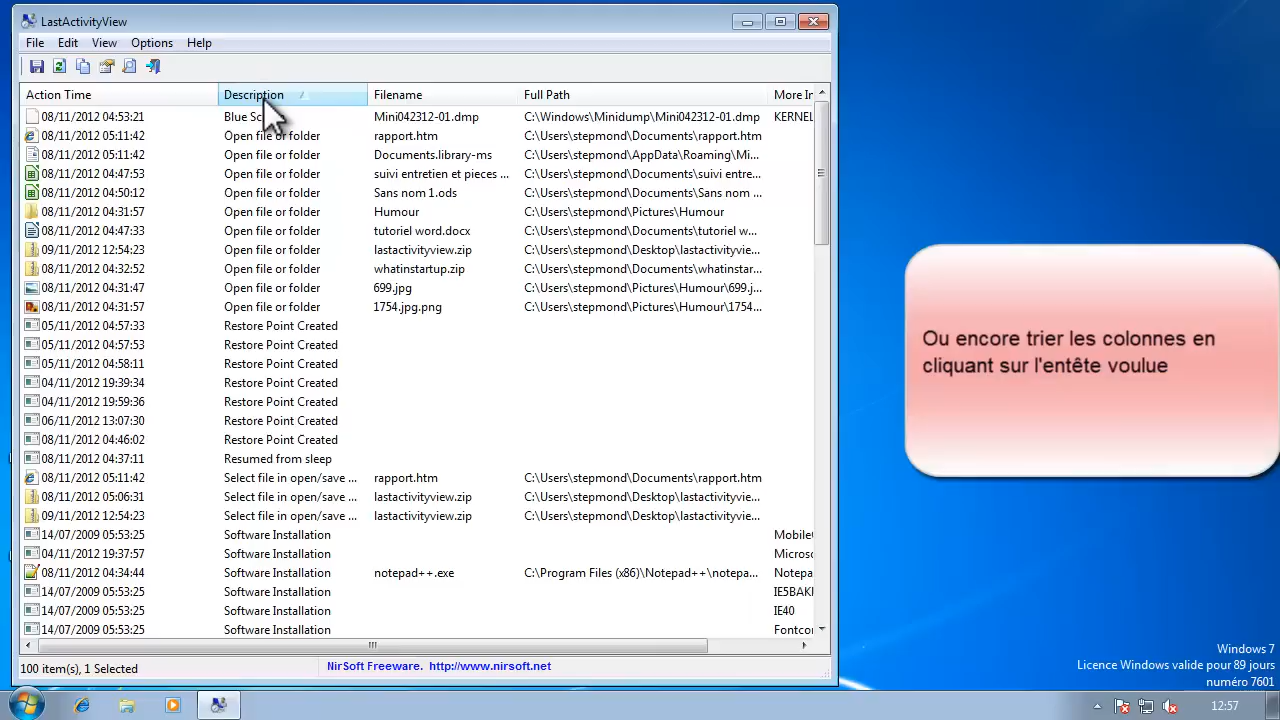 LastActivityView
File Edit View Options Help
Action Time Description Filename Full Path More In
08/11/2012 04:53:21 Blue Sc Mini042312-01.dmp C:\Windows\Minidump\Mini042312-01.dmp KERNEL
08/11/2012 05:11:42 Open file or folder rapport.htm C:\Users\stepmond\Documents\rapport.htm
08/11/2012 05:11:42 Open file or folder Documents.library-ms C:\Users\stepmond\AppData\Roaming\Mi...
08/11/2012 04:47:53 Open file or folder suivi entretien et pieces ... C:\Users\stepmond\Documents\suivi entre...
08/11/2012 04:50:12 Open file or folder Sans nom 1.ods C:\Users\stepmond\Documents\Sans nom ...
08/11/2012 04:31:57 Open file or folder Humour C:\Users\stepmond\Pictures\Humour
08/11/2012 04:47:33 Open file or folder tutoriel word.docx C:\Users\stepmond\Documents\tutoriel w...
09/11/2012 12:54:23 Open file or folder lastactivityview.zip C:\Users\stepmond\Desktop\lastactivityvie...
08/11/2012 04:32:52 Open file or folder whatinstartup.zip C:\Users\stepmond\Documents\whatinstar...
08/11/2012 04:31:47 Open file or folder 699.jpg C:\Users\stepmond\Pictures\Humour\699.j...
08/11/2012 04:31:57 Open file or folder 1754.jpg.png C:\Users\stepmond\Pictures\Humour\1754...
05/11/2012 04:57:33 Restore Point Created
05/11/2012 04:57:53 Restore Point Created
05/11/2012 04:58:11 Restore Point Created
04/11/2012 19:39:34 Restore Point Created
04/11/2012 19:59:36 Restore Point Created
06/11/2012 13:07:30 Restore Point Created
08/11/2012 04:46:02 Restore Point Created
08/11/2012 04:37:11 Resumed from sleep
08/11/2012 05:11:42 Select file in open/save ... rapport.htm C:\Users\stepmond\Documents\rapport.htm
08/11/2012 05:06:31 Select file in open/save ... lastactivityview.zip C:\Users\stepmond\Desktop\lastactivityvie...
09/11/2012 12:54:23 Select file in open/save ... lastactivityview.zip C:\Users\stepmond\Desktop\lastactivityvie...
14/07/2009 05:53:25 Software Installation Mobile
04/11/2012 19:37:57 Software Installation Micros
08/11/2012 04:34:44 Software Installation notepad++.exe C:\Program Files (x86)\Notepad++\notepa... Notepa
14/07/2009 05:53:25 Software Installation IE5BAK
14/07/2009 05:53:25 Software Installation IE40
14/07/2009 05:53:25 Software Installation Fontco
100 item(s), 1 Selected NirSoft Freeware. http://www.nirsoft.net
Ou encore trier les colonnes en
cliquant sur l'entête voulue
Windows 7
Licence Windows valide pour 89 jours
numéro 7601
12:57